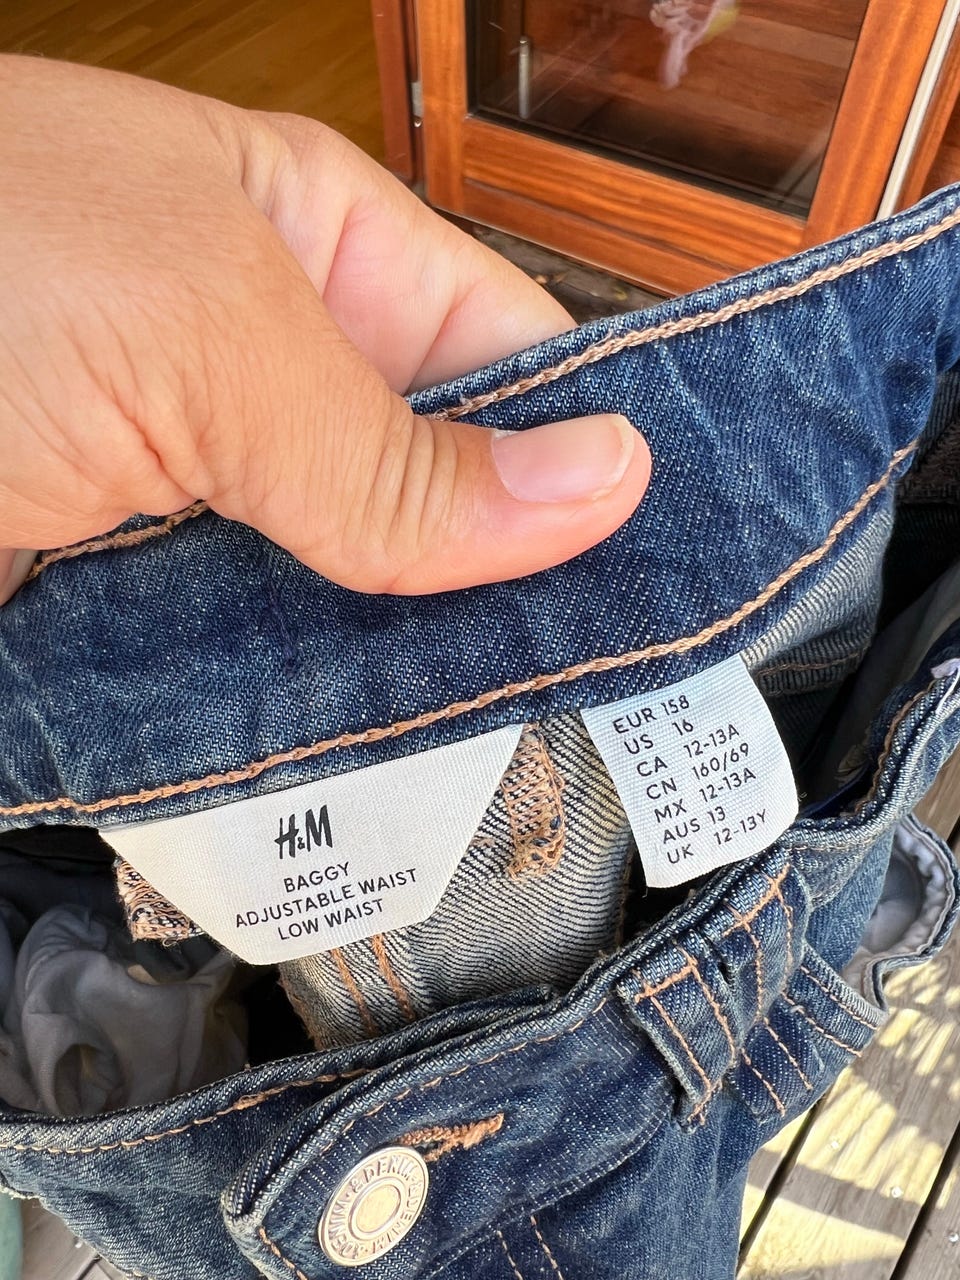 H&M
BAGGY
ADJUSTABLE WAIST
LOW WAIST
EUR 158
US 16
CA 12-13A
CN 160/69
MX 12-13A
AUS 13
UK 12-13Y
&DENIM